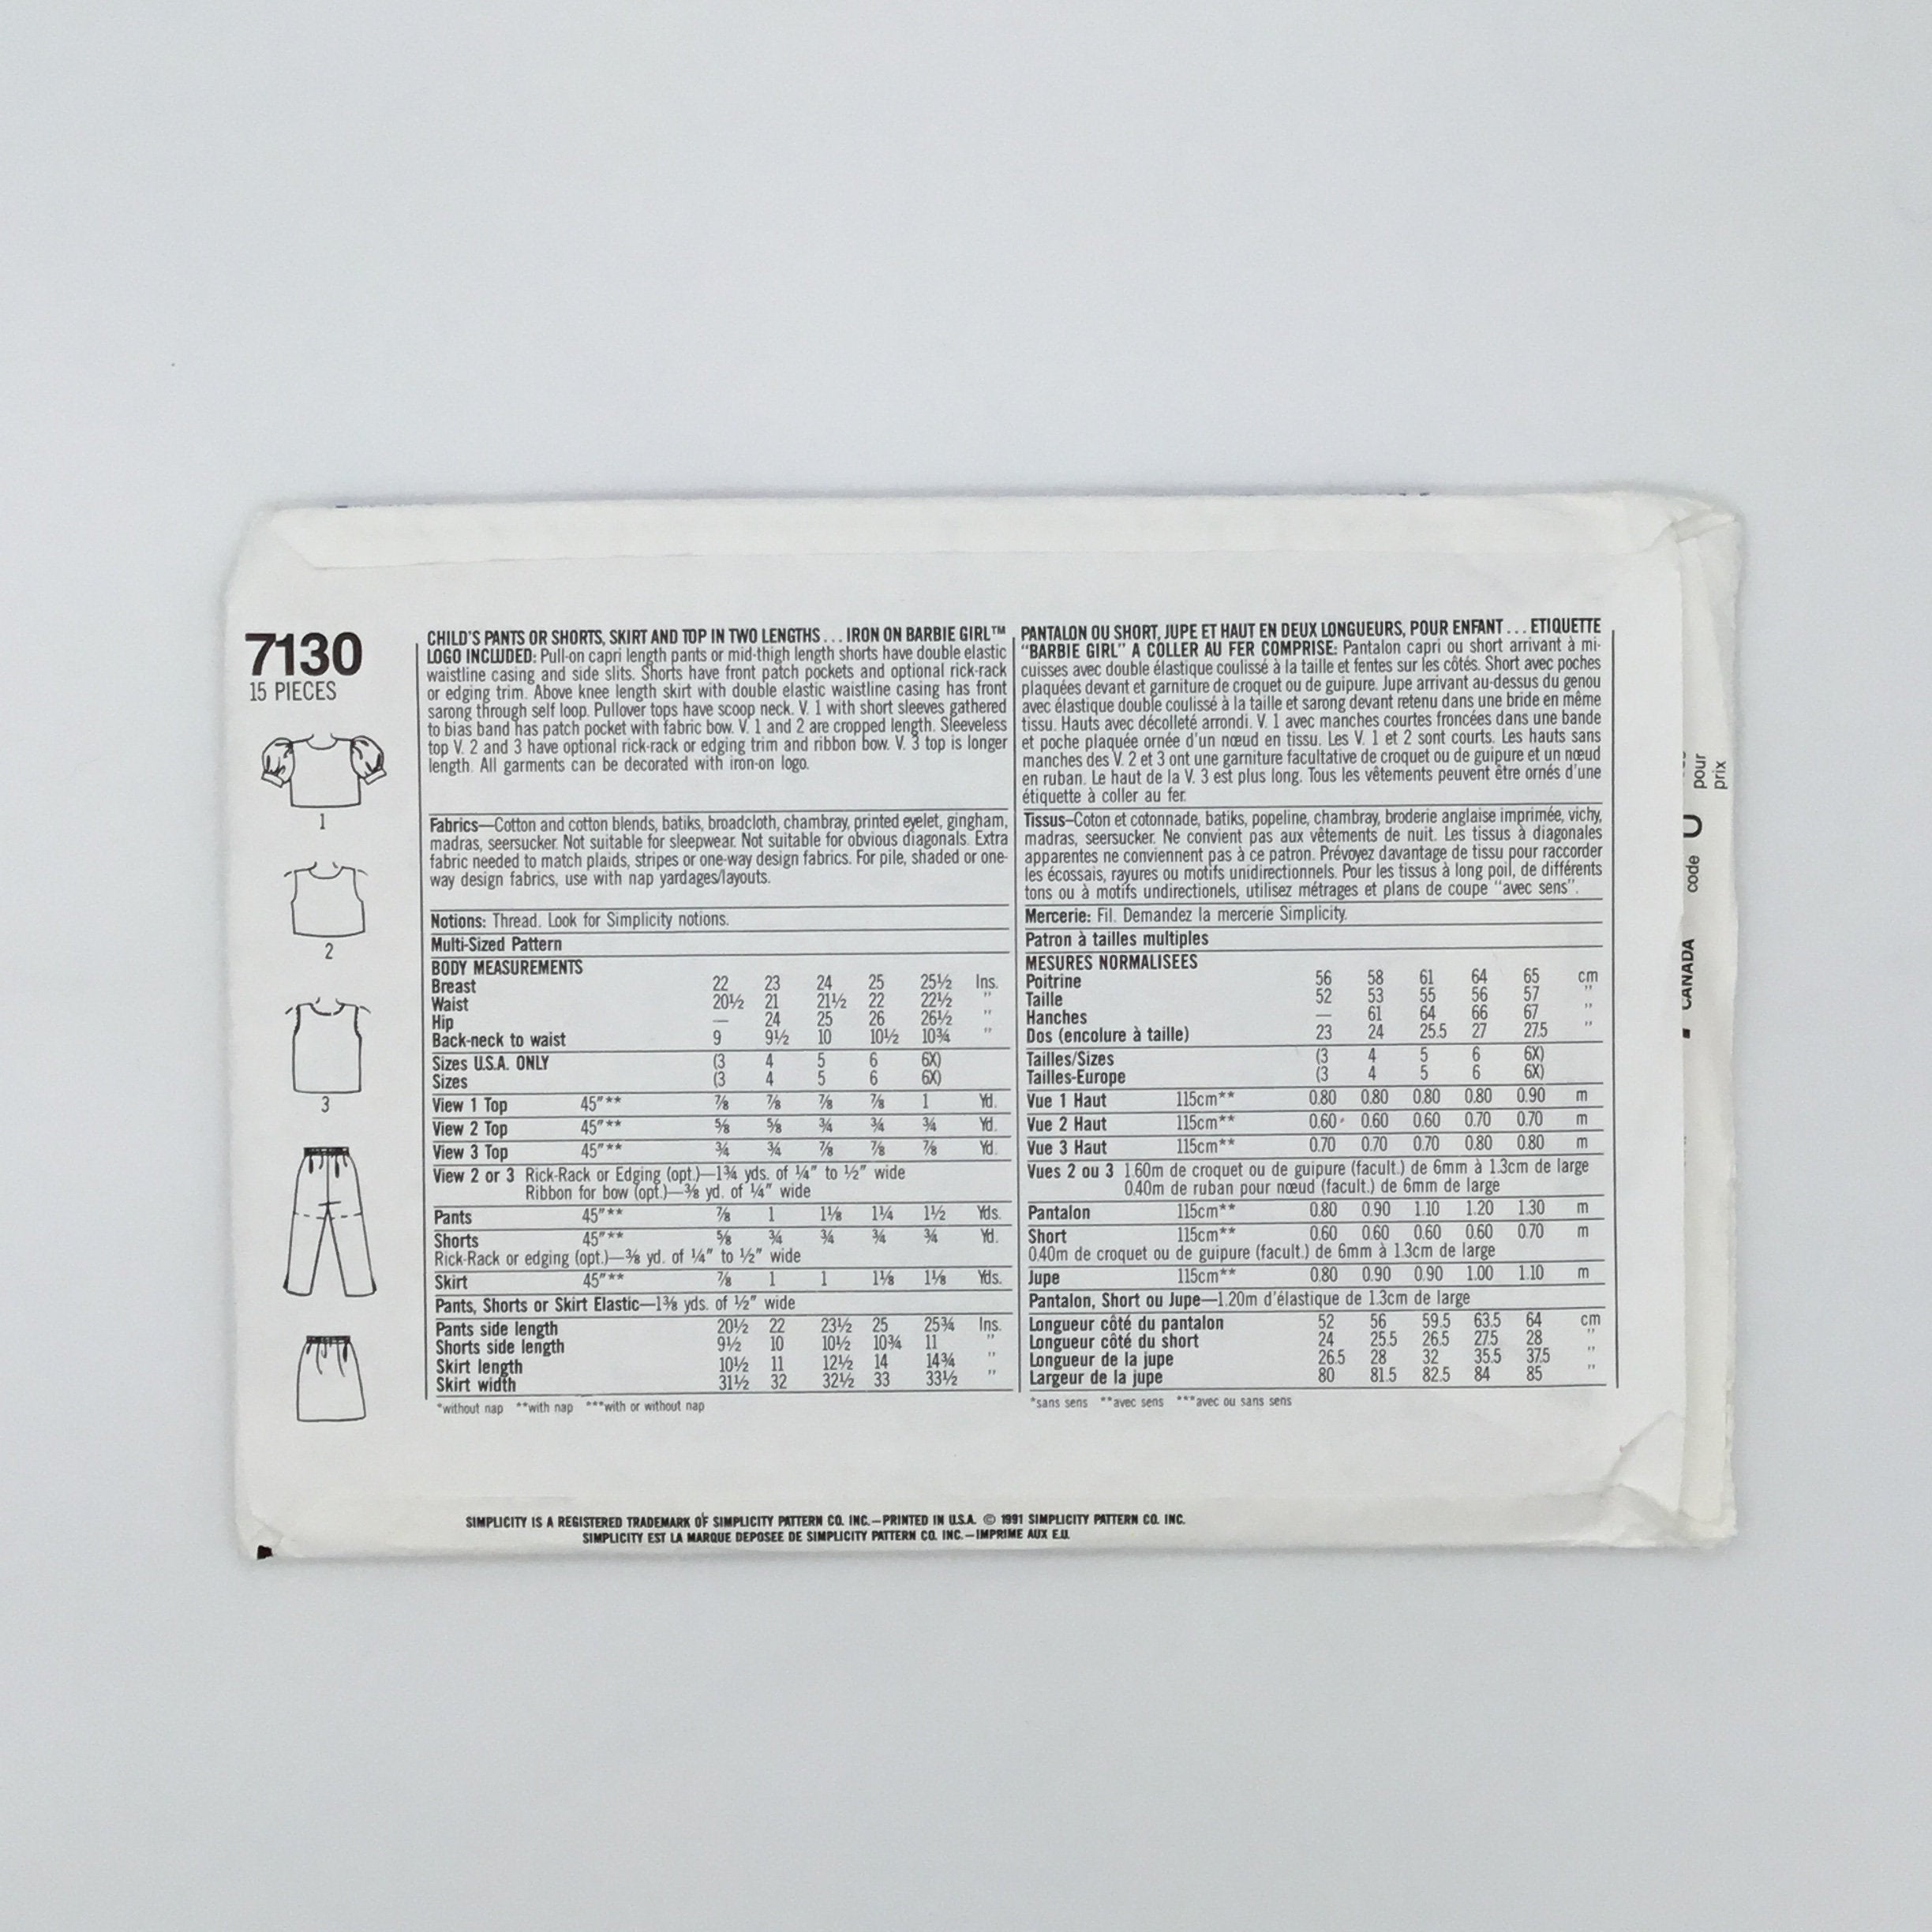 7130
15 PIECES
1
2
3
CHILD'S PANTS OR SHORTS, SKIRT AND TOP IN TWO LENGTHS . . . IRON ON BARBIE GIRL™
LOGO INCLUDED: Pull-on capri length pants or mid-thigh length shorts have double elastic
waistline casing and side slits. Shorts have front patch pockets and optional rick-rack
or edging trim. Above knee length skirt with double elastic waistline casing has front
sarong through self loop. Pullover tops have scoop neck. V. 1 with short sleeves gathered
to bias band has patch pocket with fabric bow. V. 1 and 2 are cropped length. Sleeveless
top V. 2 and 3 have optional rick-rack or edging trim and ribbon bow. V. 3 top is longer
length. All garments can be decorated with iron-on logo.
Fabrics—Cotton and cotton blends, batiks, broadcloth, chambray, printed eyelet, gingham,
madras, seersucker. Not suitable for sleepwear. Not suitable for obvious diagonals. Extra
fabric needed to match plaids, stripes or one-way design fabrics. For pile, shaded or one-
way design fabrics, use with nap yardages/layouts.
Notions: Thread. Look for Simplicity notions.
Multi-Sized Pattern
BODY MEASUREMENTS
Breast 22 23 24 25 25½ Ins.
Waist 20½ 21 21½ 22 22½ "
Hip — 24 25 26 26½ "
Back-neck to waist 9 9½ 10 10½ 10¾ "
Sizes U.S.A. ONLY (3 4 5 6 6X)
Sizes (3 4 5 6 6X)
View 1 Top 45"** ⅞ ⅞ ⅞ ⅞ 1 Yd.
View 2 Top 45"** ⅝ ⅝ ¾ ¾ ¾ Yd.
View 3 Top 45"** ¾ ¾ ⅞ ⅞ ⅞ Yd.
View 2 or 3 Rick-Rack or Edging (opt.)—1¾ yds. of ¼" to ½" wide
Ribbon for bow (opt.)—⅜ yd. of ¼" wide
Pants 45"** ⅞ 1 1⅛ 1¼ 1½ Yds.
Shorts 45"** ⅝ ¾ ¾ ¾ ¾ Yd.
Rick-Rack or edging (opt.)—⅜ yd. of ¼" to ½" wide
Skirt 45"** ⅞ 1 1 1⅛ 1⅛ Yds.
Pants, Shorts or Skirt Elastic—1⅜ yds. of ½" wide
Pants side length 20½ 22 23½ 25 25¾ Ins.
Shorts side length 9½ 10 10½ 10¾ 11 "
Skirt length 10½ 11 12½ 14 14¾ "
Skirt width 31½ 32 32½ 33 33½ "
*without nap **with nap ***with or without nap
PANTALON OU SHORT, JUPE ET HAUT EN DEUX LONGUEURS, POUR ENFANT . . . ETIQUETTE
"BARBIE GIRL" A COLLER AU FER COMPRISE: Pantalon capri ou short arrivant à mi-
cuisses avec double élastique coulissé à la taille et fentes sur les côtés. Short avec poches
plaquées devant et garniture de croquet ou de guipure. Jupe arrivant au-dessus du genou
avec élastique double coulissé à la taille et sarong devant retenu dans une bride en même
tissu. Hauts avec décolleté arrondi. V. 1 avec manches courtes froncées dans une bande
et poche plaquée ornée d'un nœud en tissu. Les V. 1 et 2 sont courts. Les hauts sans
manches des V. 2 et 3 ont une garniture facultative de croquet ou de guipure et un nœud
en ruban. Le haut de la V. 3 est plus long. Tous les vêtements peuvent être ornés d'une
étiquette à coller au fer.
Tissus—Coton et cotonnade, batiks, popeline, chambray, broderie anglaise imprimée, vichy,
madras, seersucker. Ne convient pas aux vêtements de nuit. Les tissus à diagonales
apparentes ne conviennent pas à ce patron. Prévoyez davantage de tissu pour raccorder
les écossais, rayures ou motifs unidirectionnels. Pour les tissus à long poil, de différents
tons ou à motifs undirectionels, utilisez métrages et plans de coupe "avec sens".
Mercerie: Fil. Demandez la mercerie Simplicity.
Patron à tailles multiples
MESURES NORMALISEES
Poitrine 56 58 61 64 65 cm
Taille 52 53 55 56 57 "
Hanches — 61 64 66 67 "
Dos (encolure à taille) 23 24 25.5 27 27.5 "
Tailles/Sizes (3 4 5 6 6X)
Tailles-Europe (3 4 5 6 6X)
Vue 1 Haut 115cm** 0.80 0.80 0.80 0.80 0.90 m
Vue 2 Haut 115cm** 0.60 0.60 0.60 0.70 0.70 m
Vue 3 Haut 115cm** 0.70 0.70 0.70 0.80 0.80 m
Vues 2 ou 3 1.60m de croquet ou de guipure (facult.) de 6mm à 1.3cm de large
0.40m de ruban pour nœud (facult.) de 6mm de large
Pantalon 115cm** 0.80 0.90 1.10 1.20 1.30 m
Short 115cm** 0.60 0.60 0.60 0.60 0.70 m
0.40m de croquet ou de guipure (facult.) de 6mm à 1.3cm de large
Jupe 115cm** 0.80 0.90 0.90 1.00 1.10 m
Pantalon, Short ou Jupe—1.20m d'élastique de 1.3cm de large
Longueur côté du pantalon 52 56 59.5 63.5 64 cm
Longueur côté du short 24 25.5 26.5 27.5 28 "
Longueur de la jupe 26.5 28 32 35.5 37.5 "
Largeur de la jupe 80 81.5 82.5 84 85 "
*sans sens **avec sens ***avec ou sans sens
SIMPLICITY IS A REGISTERED TRADEMARK OF SIMPLICITY PATTERN CO. INC.—PRINTED IN U.S.A. © 1991 SIMPLICITY PATTERN CO. INC.
SIMPLICITY EST LA MARQUE DEPOSEE DE SIMPLICITY PATTERN CO. INC.—IMPRIME AUX E.U.
CANADA code
pour
prix